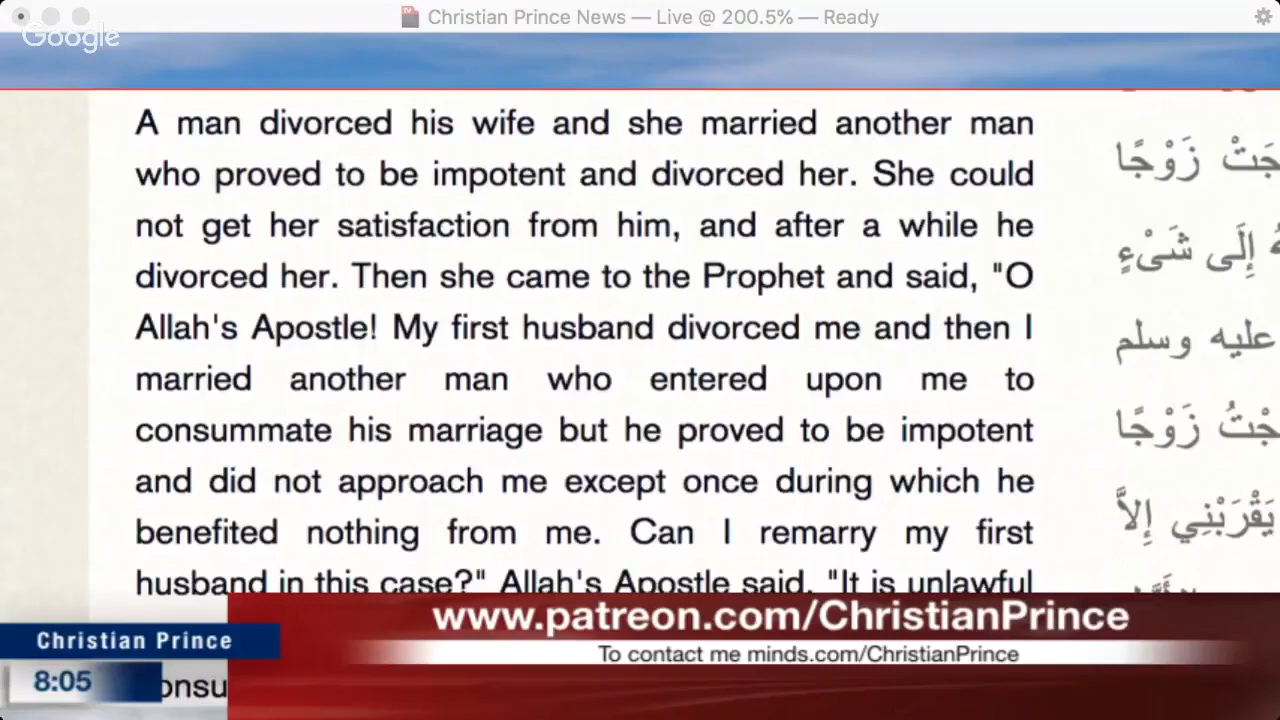 Christian Prince News — Live @ 200.5% — Ready
Google
A man divorced his wife and she married another man
who proved to be impotent and divorced her. She could
not get her satisfaction from him, and after a while he
divorced her. Then she came to the Prophet and said, "O
Allah's Apostle! My first husband divorced me and then I
married another man who entered upon me to
consummate his marriage but he proved to be impotent
and did not approach me except once during which he
benefited nothing from me. Can I remarry my first
husband in this case?" Allah's Apostle said, "It is unlawful
زَوْجًا
إِلَى شَىْءٍ
عليه وسلم
زَوْجًا
يَقْرَبْنِي إِلاَّ
www.patreon.com/ChristianPrince
Christian Prince
To contact me minds.com/ChristianPrince
8:05
onsu